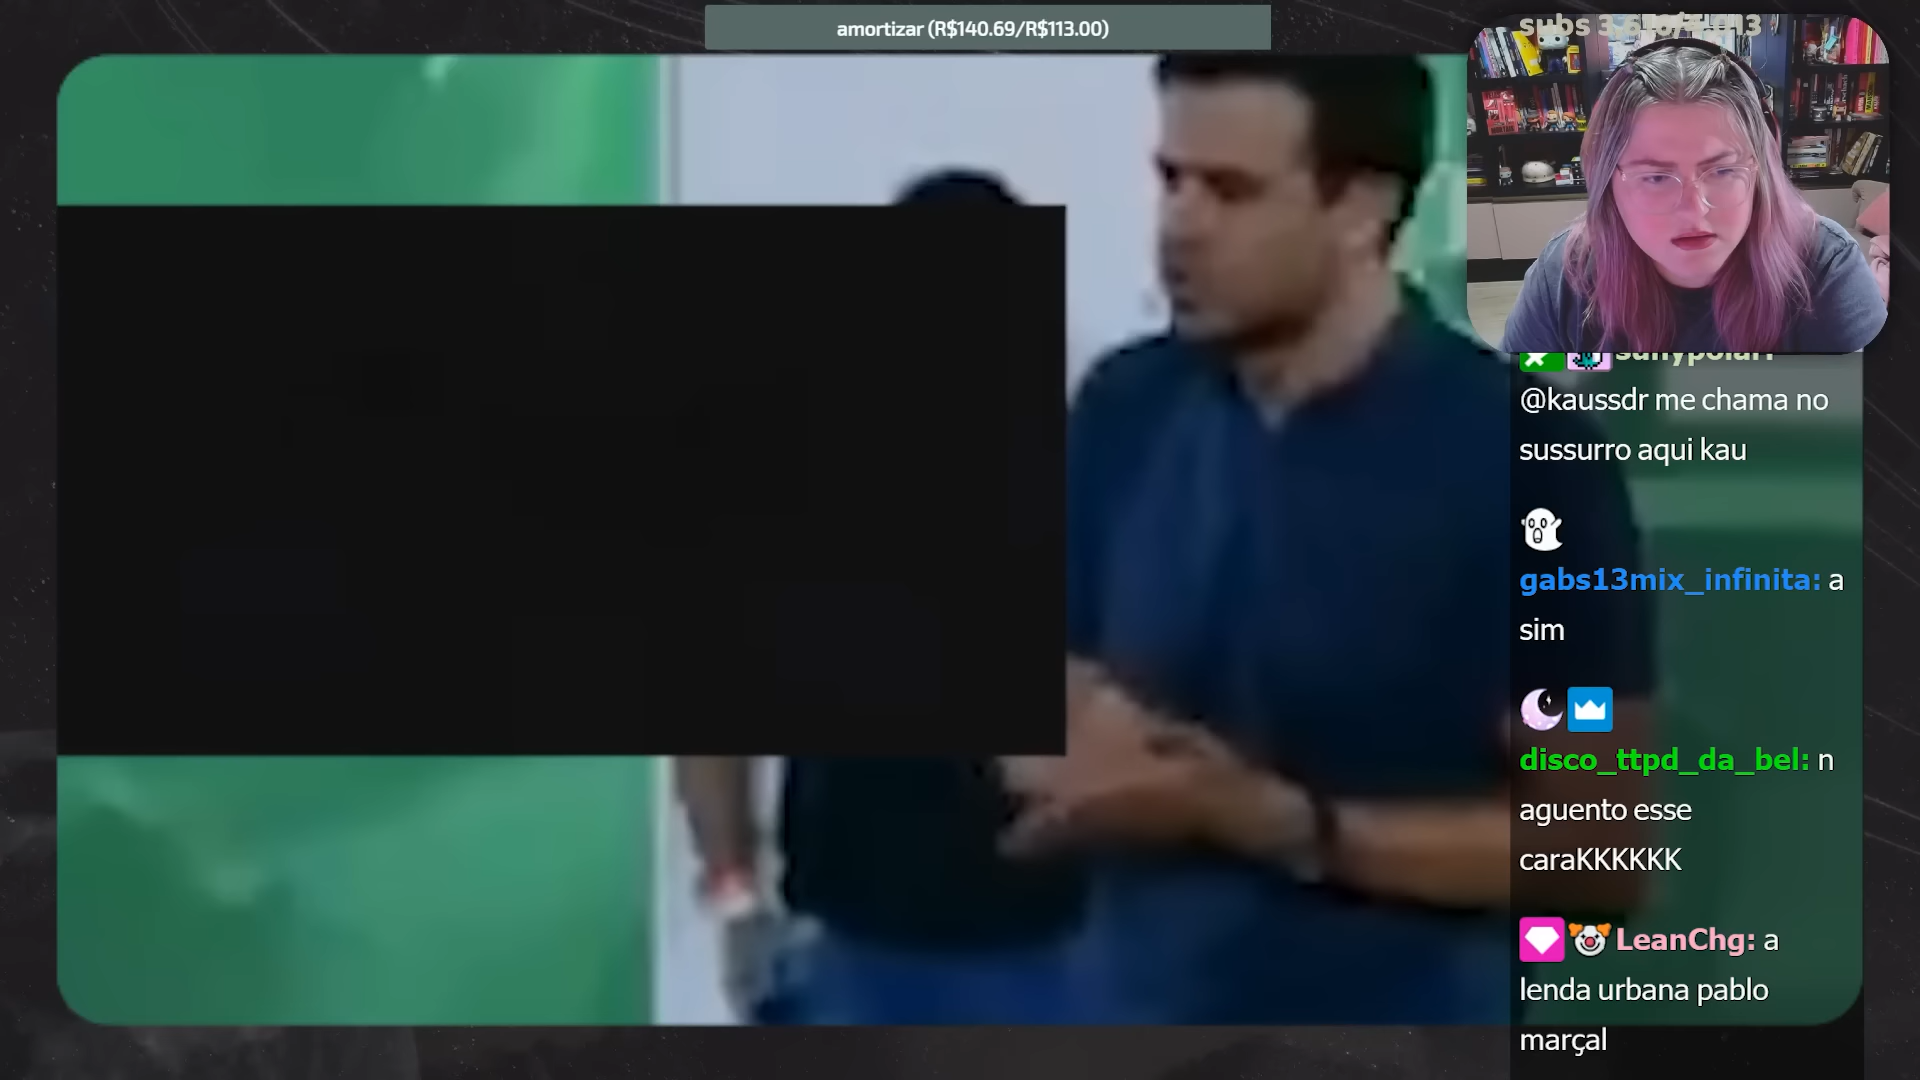 amortizar (R$140.69/R$113.00)
subs
@kaussdr me chama no
sussurro aqui kau
gabs13mix_infinita: a
sim
disco_ttpd_da_bel: n
aguento esse
caraKKKKKK
LeanChg: a
lenda urbana pablo
marçal